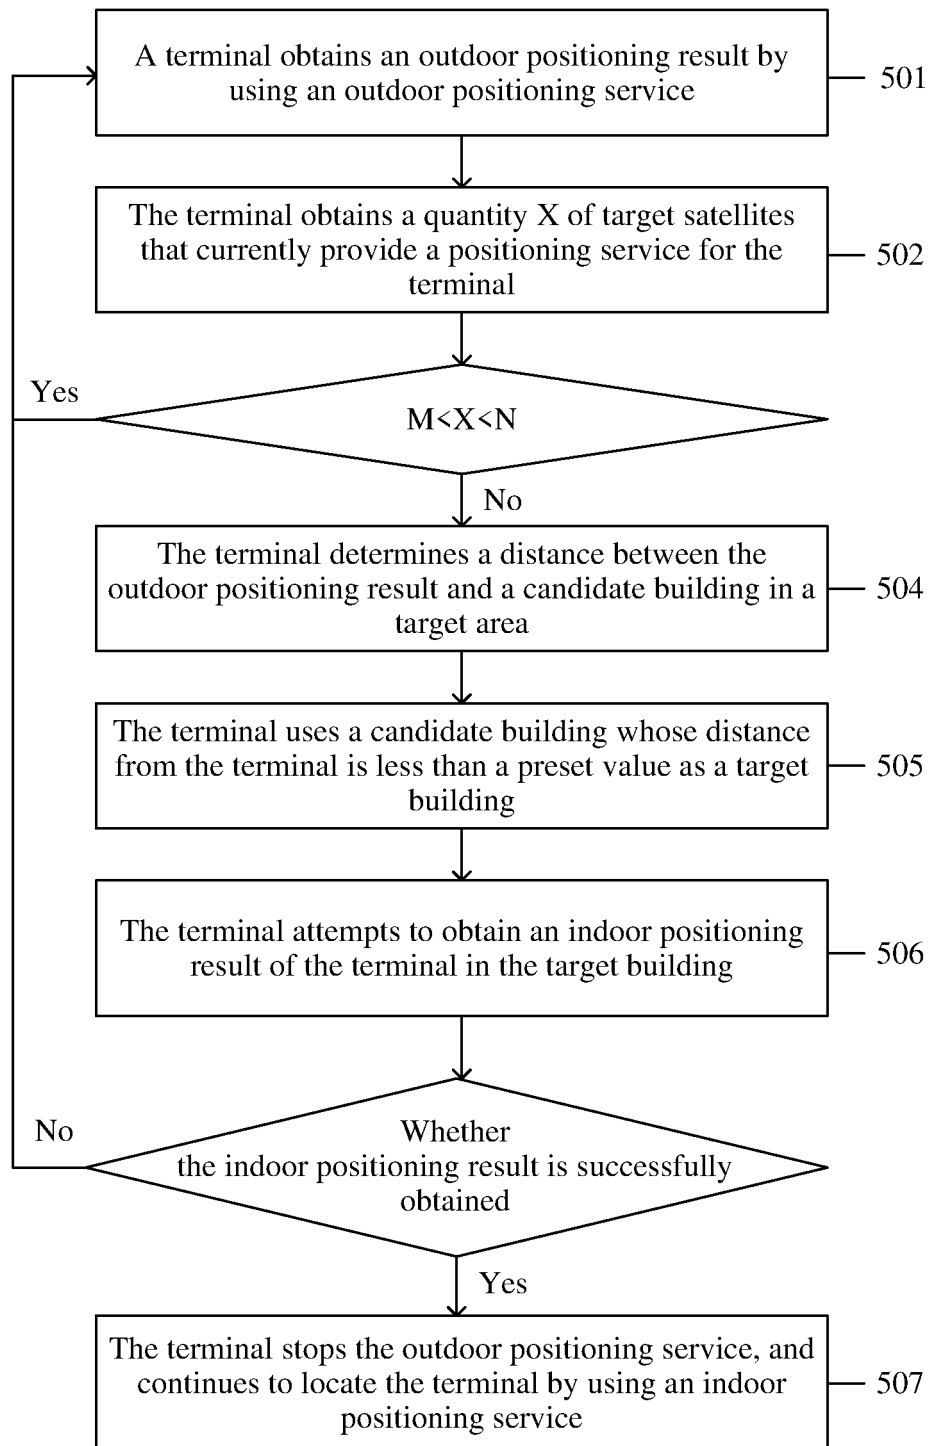 A terminal obtains an outdoor positioning result by
using an outdoor positioning service
501
The terminal obtains a quantity X of target satellites
that currently provide a positioning service for the
terminal
502
Yes
M<X<N
No
The terminal determines a distance between the
outdoor positioning result and a candidate building in a
target area
504
The terminal uses a candidate building whose distance
from the terminal is less than a preset value as a target
building
505
The terminal attempts to obtain an indoor positioning
result of the terminal in the target building
506
No
Whether
the indoor positioning result is successfully
obtained
Yes
The terminal stops the outdoor positioning service, and
continues to locate the terminal by using an indoor
positioning service
507